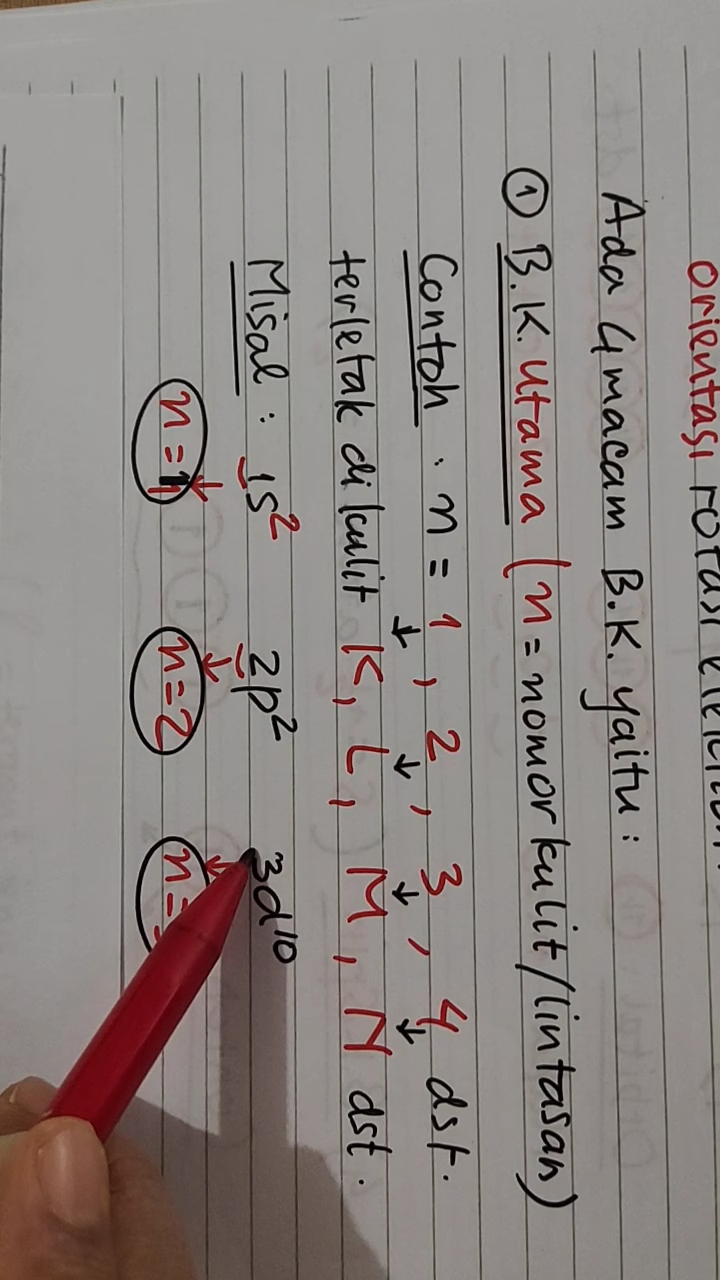 orientasi rotasi
Ada 4 macam B.K. yaitu :
① B.K. Utama (n = nomor kulit/lintasan)
Contoh : n = 1, 2, 3, 4 dst.
↓ ↓ ↓ ↓
terletak di kulit K, L, M, N dst.
Misal : 1s² 2p² 3d¹⁰
↓ ↓ ↓
n = 1 n = 2 n =